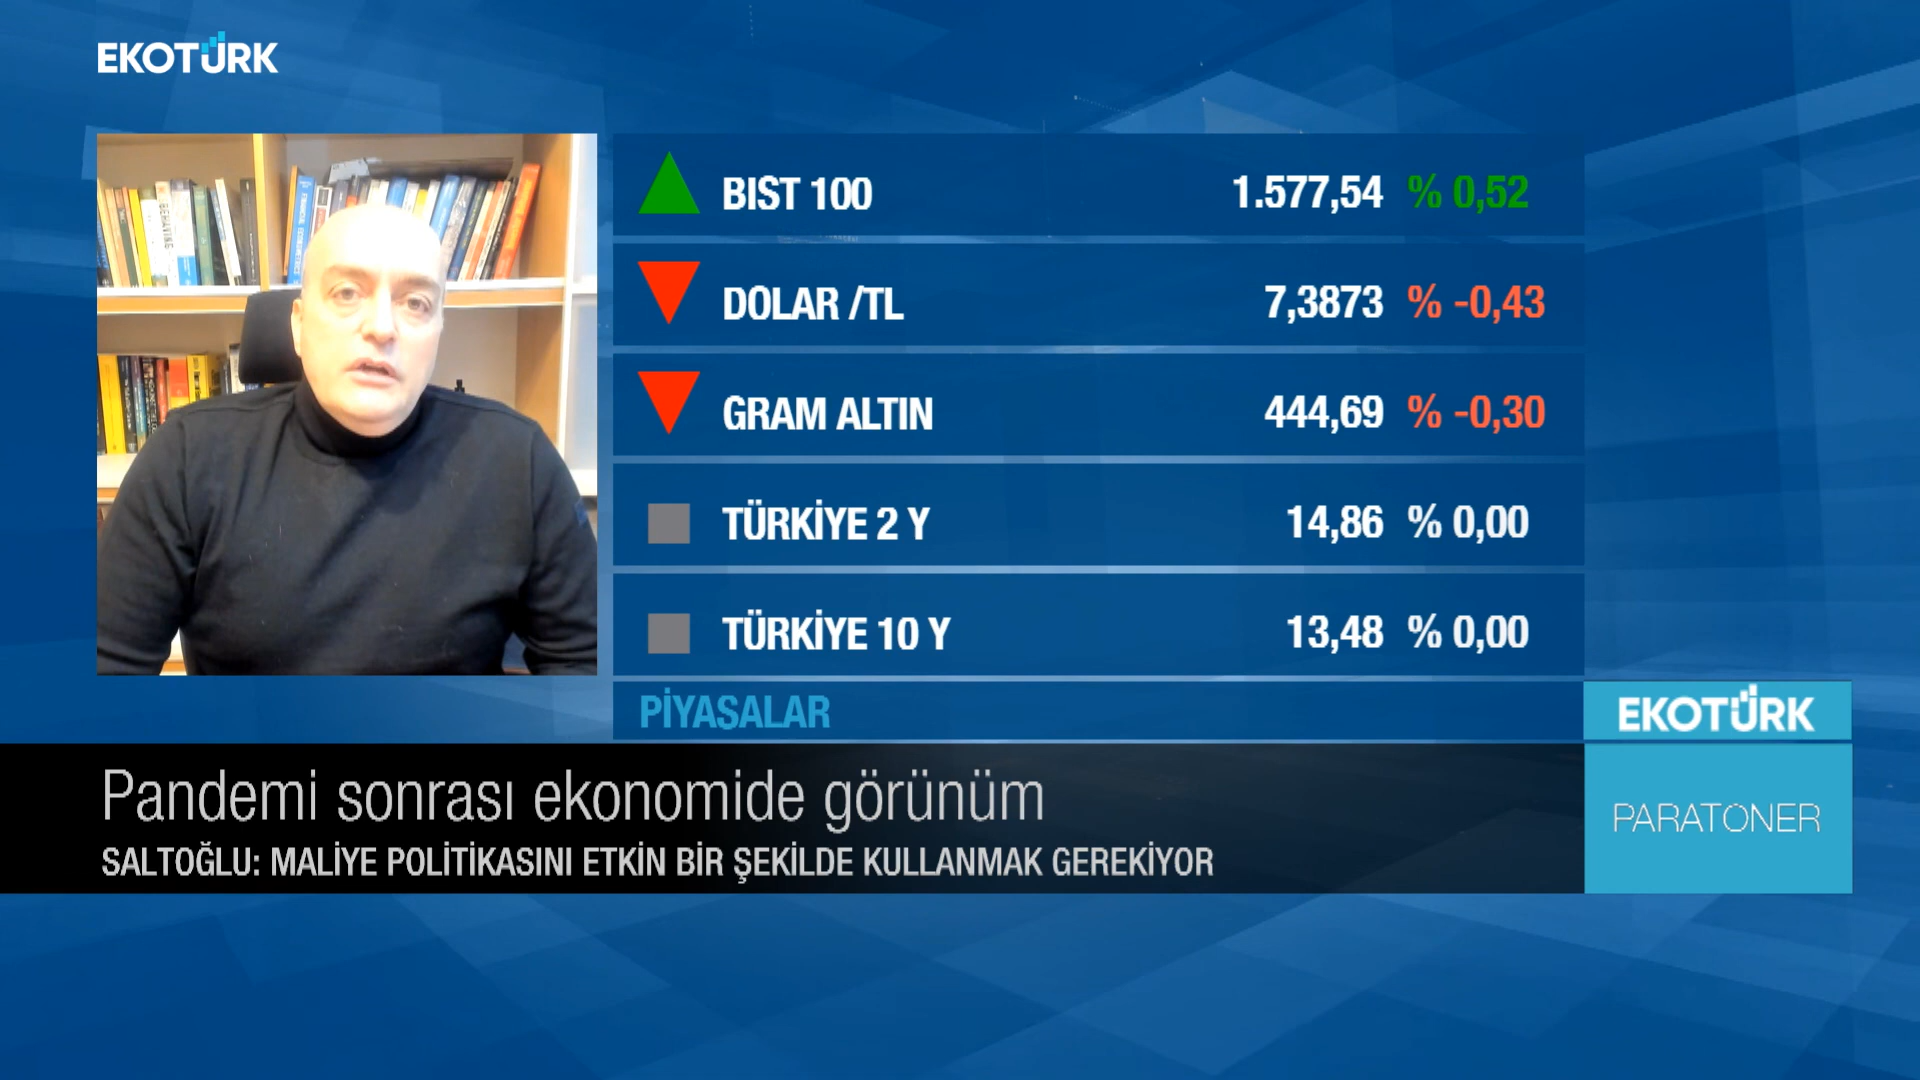 EKOTÜRK
BIST 100 1.577,54 % 0,52
DOLAR /TL 7,3873 % -0,43
GRAM ALTIN 444,69 % -0,30
TÜRKİYE 2 Y 14,86 % 0,00
TÜRKİYE 10 Y 13,48 % 0,00
PİYASALAR
EKOTÜRK
Pandemi sonrası ekonomide görünüm
SALTOĞLU: MALİYE POLİTİKASINI ETKİN BİR ŞEKİLDE KULLANMAK GEREKİYOR
PARATONER